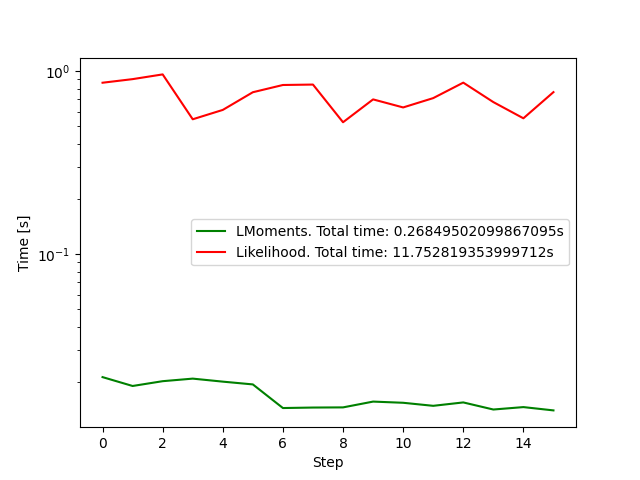 10⁰
10⁻¹
Time [s]
LMoments. Total time: 0.26849502099867095s
Likelihood. Total time: 11.752819353999712s
0 2 4 6 8 10 12 14
Step